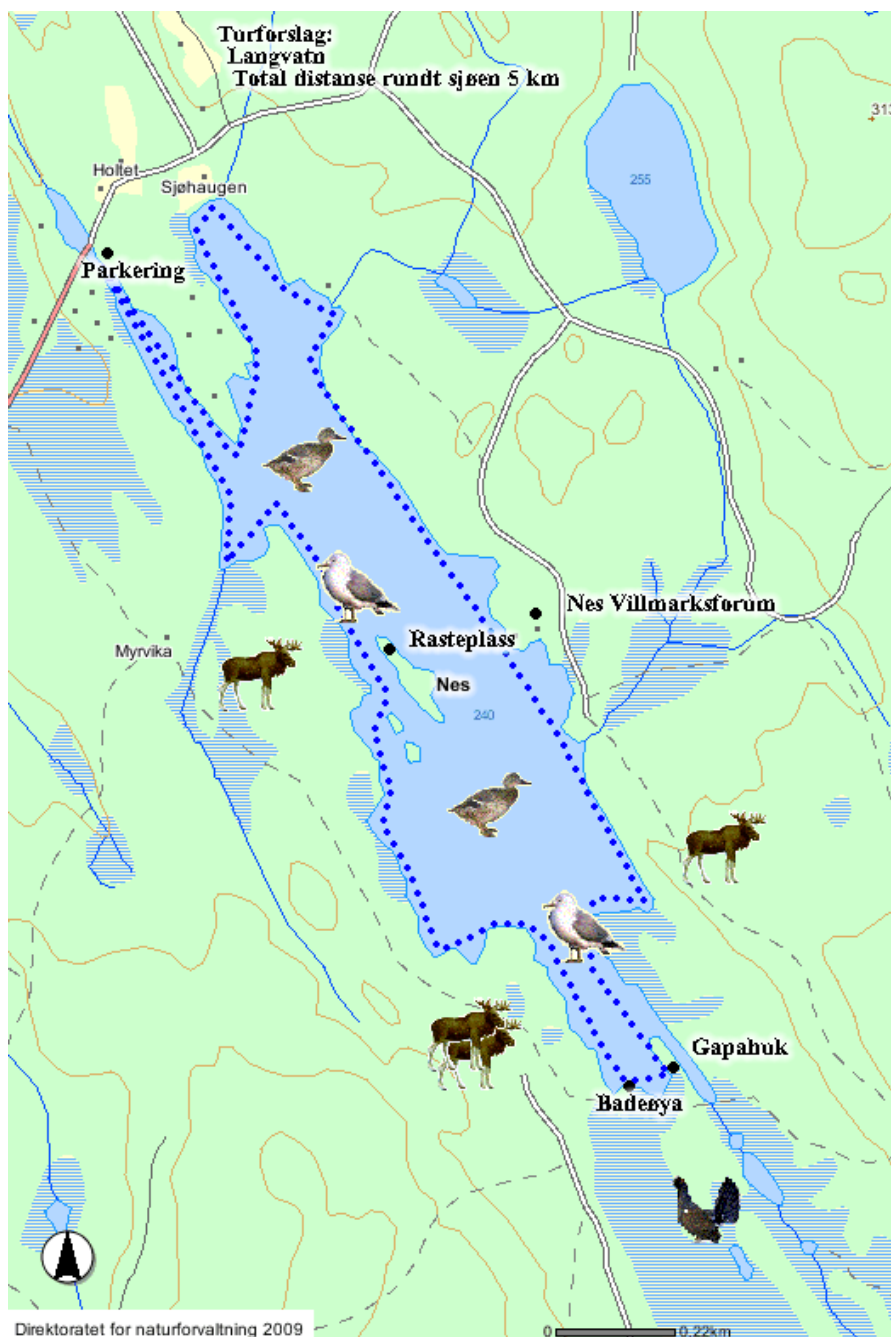 Turforslag:
Langvatn
Total distanse rundt sjøen 5 km
313
Holtet
Sjøhaugen
255
Parkering
Nes Villmarksforum
Rasteplass
Myrvika
Nes
240
Gapahuk
Badeøya
Direktoratet for naturforvaltning 2009
0 0.22km